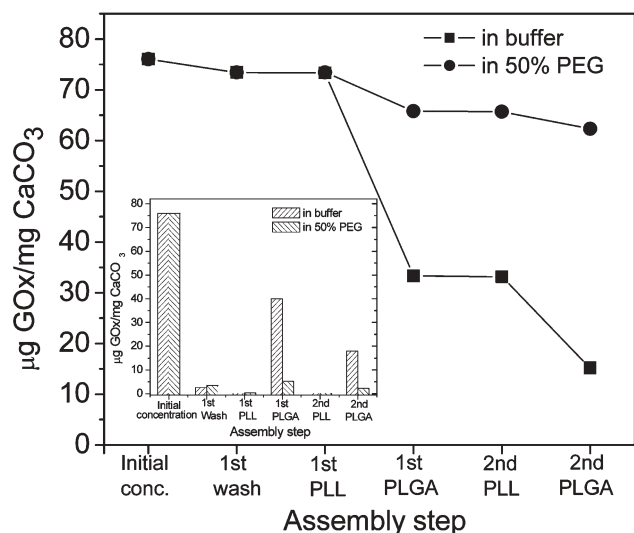 80
70
60
50
40
30
20
10
0
µg GOx/mg CaCO3
in buffer
in 50% PEG
80
70
60
50
40
30
20
10
0
µg GOx/mg CaCO 3
in buffer
in 50% PEG
Initial
concentration
1st
Wash
1st
PLL
1st
PLGA
2nd
PLL
2nd
PLGA
Assembly step
Initial
conc.
1st
wash
1st
PLL
1st
PLGA
2nd
PLL
2nd
PLGA
Assembly step